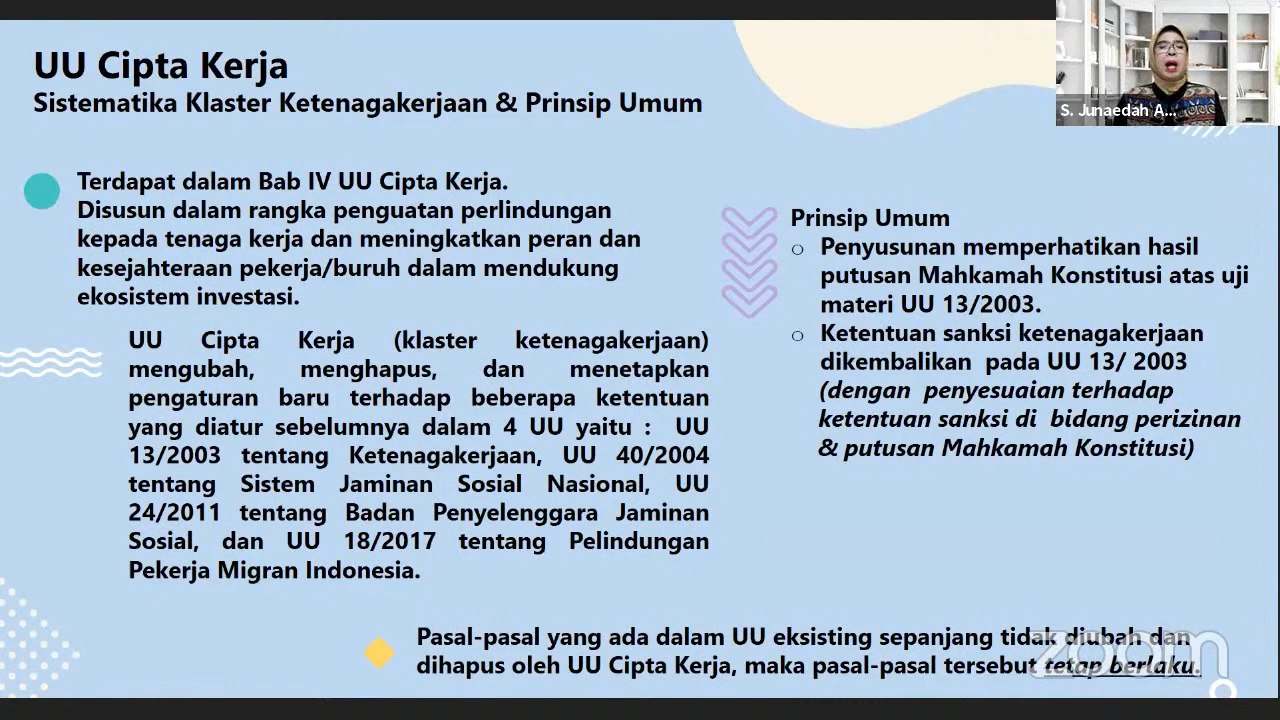 UU Cipta Kerja
Sistematika Klaster Ketenagakerjaan & Prinsip Umum
S. Junaedah A...
Terdapat dalam Bab IV UU Cipta Kerja.
Disusun dalam rangka penguatan perlindungan
kepada tenaga kerja dan meningkatkan peran dan
kesejahteraan pekerja/buruh dalam mendukung
ekosistem investasi.
UU Cipta Kerja (klaster ketenagakerjaan)
mengubah, menghapus, dan menetapkan
pengaturan baru terhadap beberapa ketentuan
yang diatur sebelumnya dalam 4 UU yaitu : UU
13/2003 tentang Ketenagakerjaan, UU 40/2004
tentang Sistem Jaminan Sosial Nasional, UU
24/2011 tentang Badan Penyelenggara Jaminan
Sosial, dan UU 18/2017 tentang Pelindungan
Pekerja Migran Indonesia.
Prinsip Umum
Penyusunan memperhatikan hasil
putusan Mahkamah Konstitusi atas uji
materi UU 13/2003.
Ketentuan sanksi ketenagakerjaan
dikembalikan pada UU 13/ 2003
(dengan penyesuaian terhadap
ketentuan sanksi di bidang perizinan
& putusan Mahkamah Konstitusi)
Pasal-pasal yang ada dalam UU eksisting sepanjang tidak diubah dan
dihapus oleh UU Cipta Kerja, maka pasal-pasal tersebut tetap berlaku.
zoom